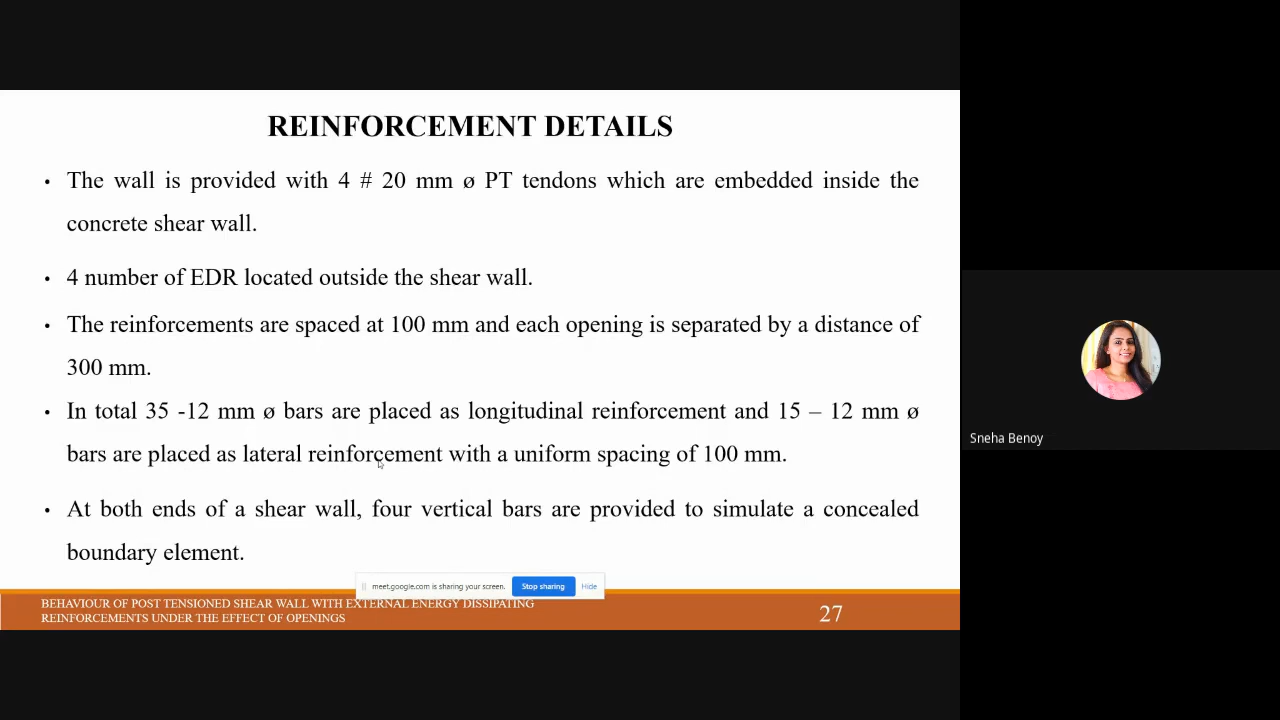 REINFORCEMENT DETAILS
• The wall is provided with 4 # 20 mm ø PT tendons which are embedded inside the
concrete shear wall.
• 4 number of EDR located outside the shear wall.
• The reinforcements are spaced at 100 mm and each opening is separated by a distance of
300 mm.
• In total 35 -12 mm ø bars are placed as longitudinal reinforcement and 15 – 12 mm ø
bars are placed as lateral reinforcement with a uniform spacing of 100 mm.
• At both ends of a shear wall, four vertical bars are provided to simulate a concealed
boundary element.
meet.google.com is sharing your screen. Stop sharing Hide
BEHAVIOUR OF POST TENSIONED SHEAR WALL WITH EXTERNAL ENERGY DISSIPATING
REINFORCEMENTS UNDER THE EFFECT OF OPENINGS
27
Sneha Benoy